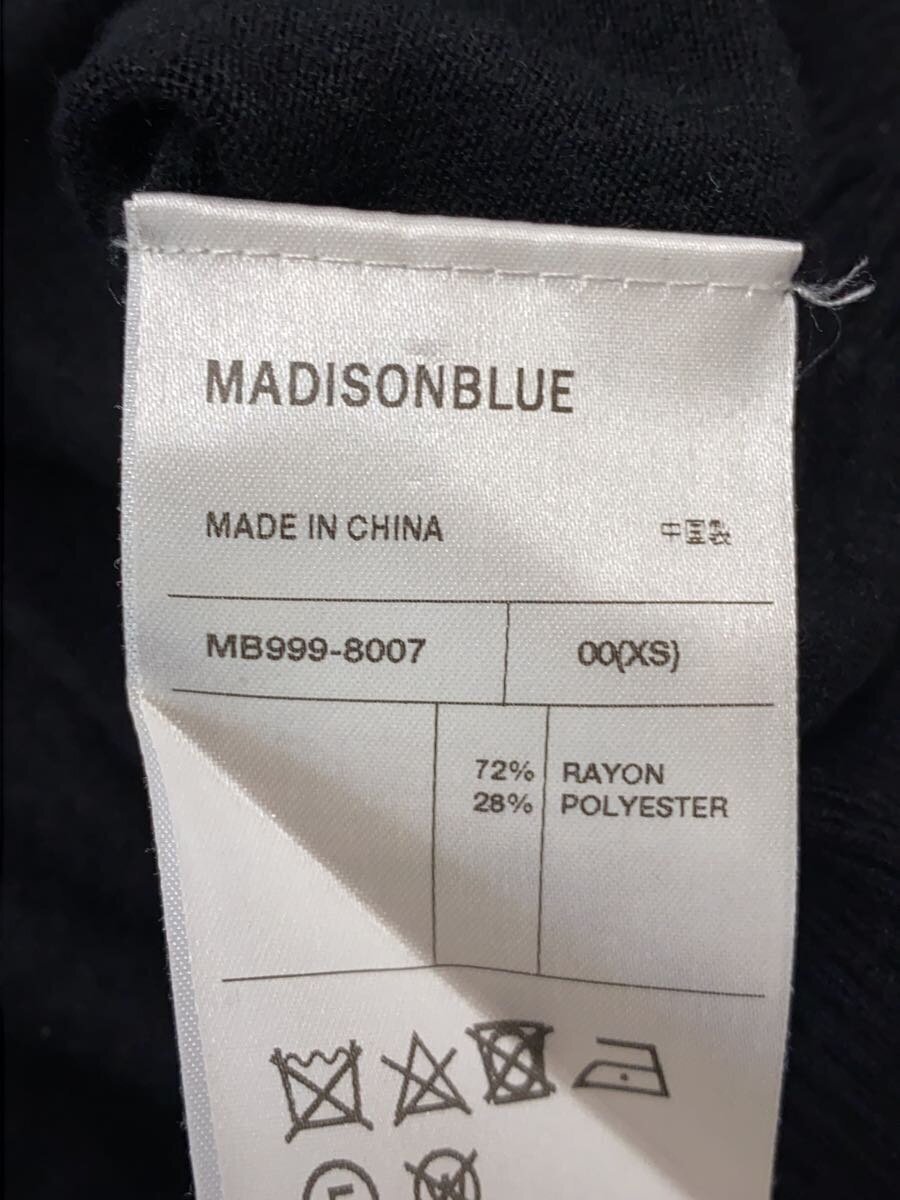 MADISONBLUE
MADE IN CHINA 中国製
MB999-8007 00(XS)
72% RAYON
28% POLYESTER